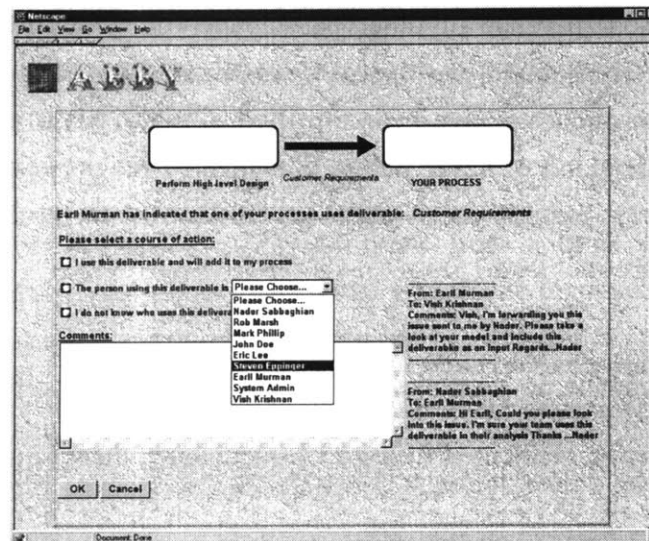 Netscape
File Edit View Go Window Help
ABBY
Perform High-level Design
Customer Requirements
YOUR PROCESS
Earll Murman has indicated that one of your processes uses deliverable: Customer Requirements
Please select a course of action:
I use this deliverable and will add it to my process
The person using this deliverable is Please Choose...
I do not know who uses this delivera
Please Choose...
Nader Sabbaghian
Rob Marsh
Mark Phillip
John Doe
Eric Lee
Steven Eppinger
Earll Murman
System Admin
Vish Krishnan
Comments:
From: Earll Murman
To: Vish Krishnan
Comments: Vish, I'm forwarding you this
issue sent to me by Nader. Please take a
look at your model and include this
deliverable as an Input Regards...Nader
From: Nader Sabbaghian
To: Earll Murman
Comments: Hi Earll, Could you please look
into this issue. I'm sure your team uses this
deliverable in their analysis Thanks ...Nader
OK Cancel
Document: Done